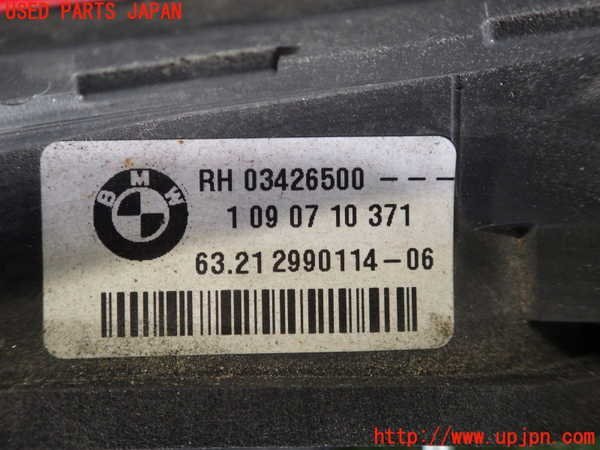 USED PARTS JAPAN
BMW
RH 03426500 ---
1 09 07 10 371
63.21 2990114-06
http://www.upjpn.com/